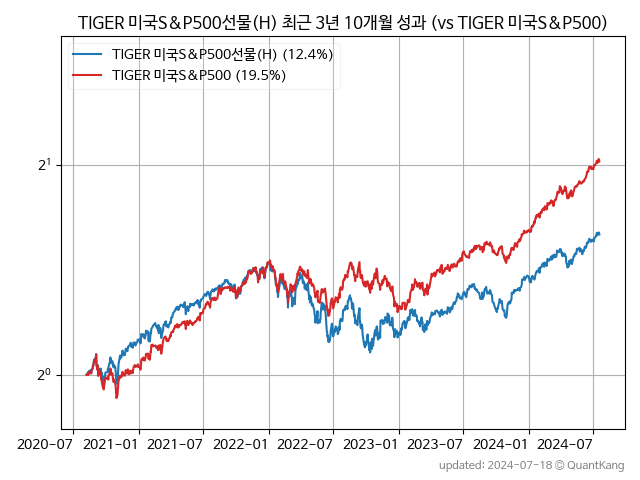 TIGER 미국S&P500선물(H) 최근 3년 10개월 성과 (vs TIGER 미국S&P500)
TIGER 미국S&P500선물(H) (12.4%)
TIGER 미국S&P500 (19.5%)
2¹
2⁰
2020-07 2021-01 2021-07 2022-01 2022-07 2023-01 2023-07 2024-01 2024-07
updated: 2024-07-18 © QuantKang